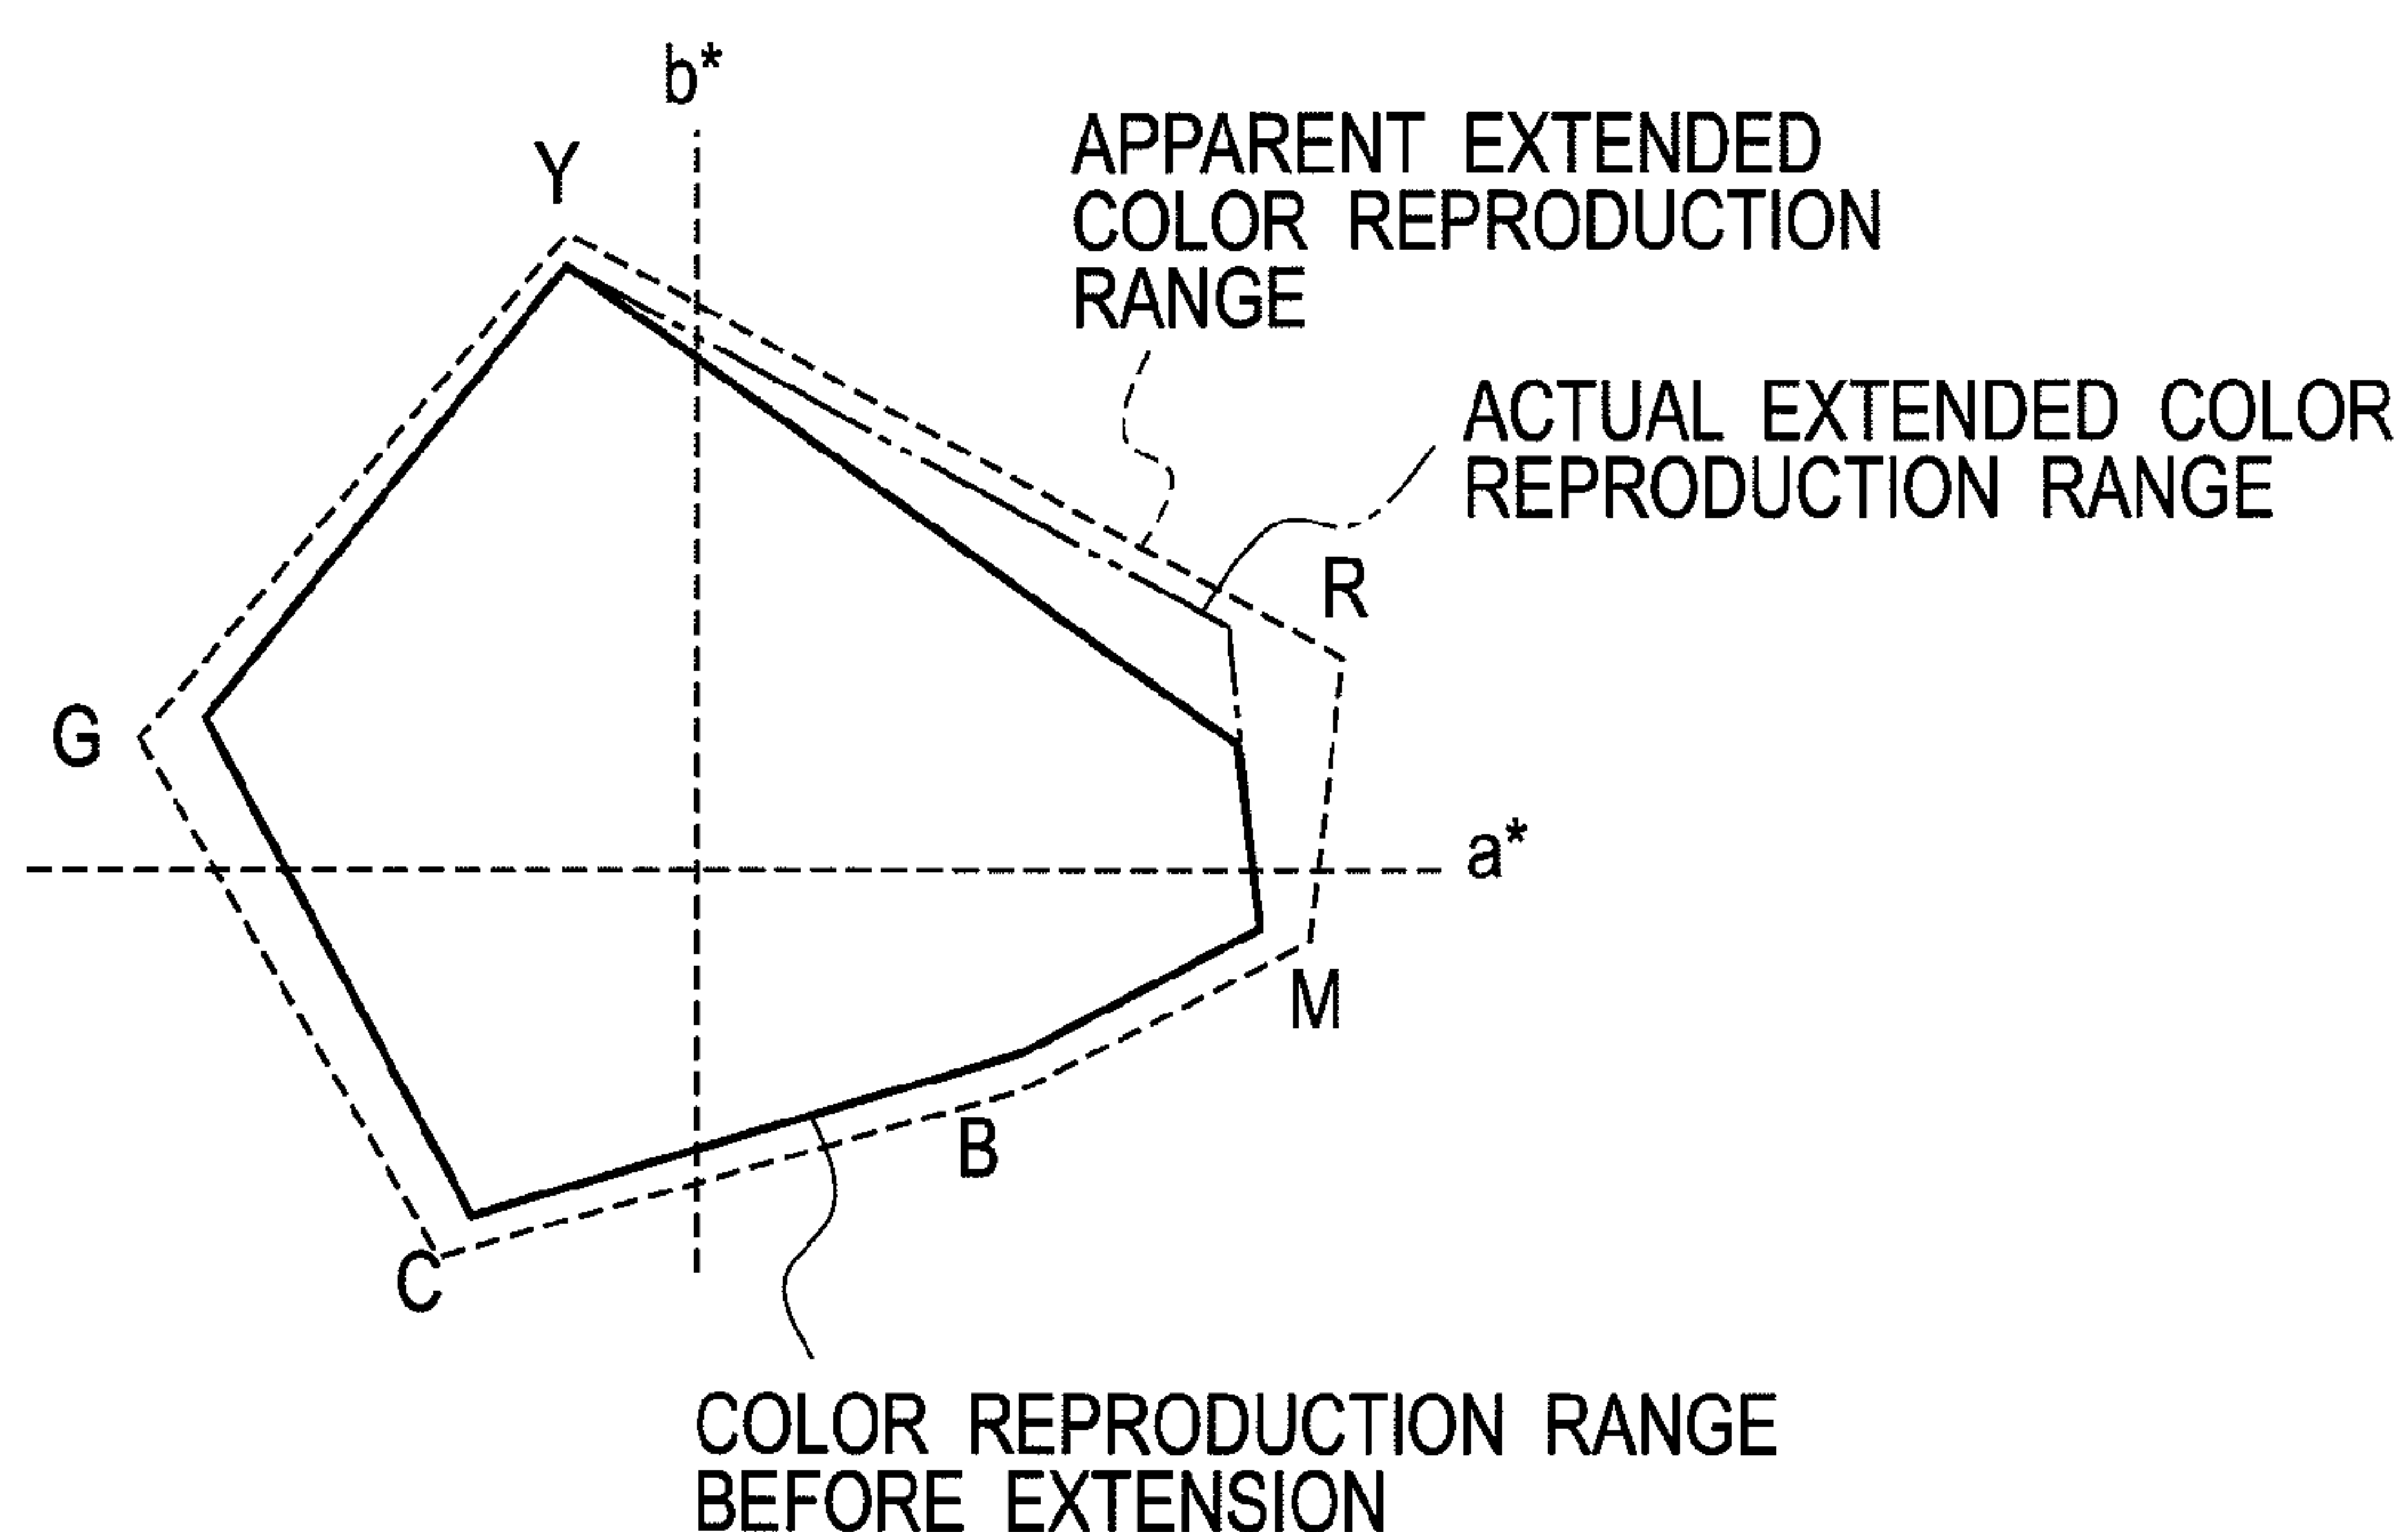 b*
Y
APPARENT EXTENDED
COLOR REPRODUCTION
RANGE
ACTUAL EXTENDED COLOR
REPRODUCTION RANGE
R
G
a*
M
B
C
COLOR REPRODUCTION RANGE
BEFORE EXTENSION